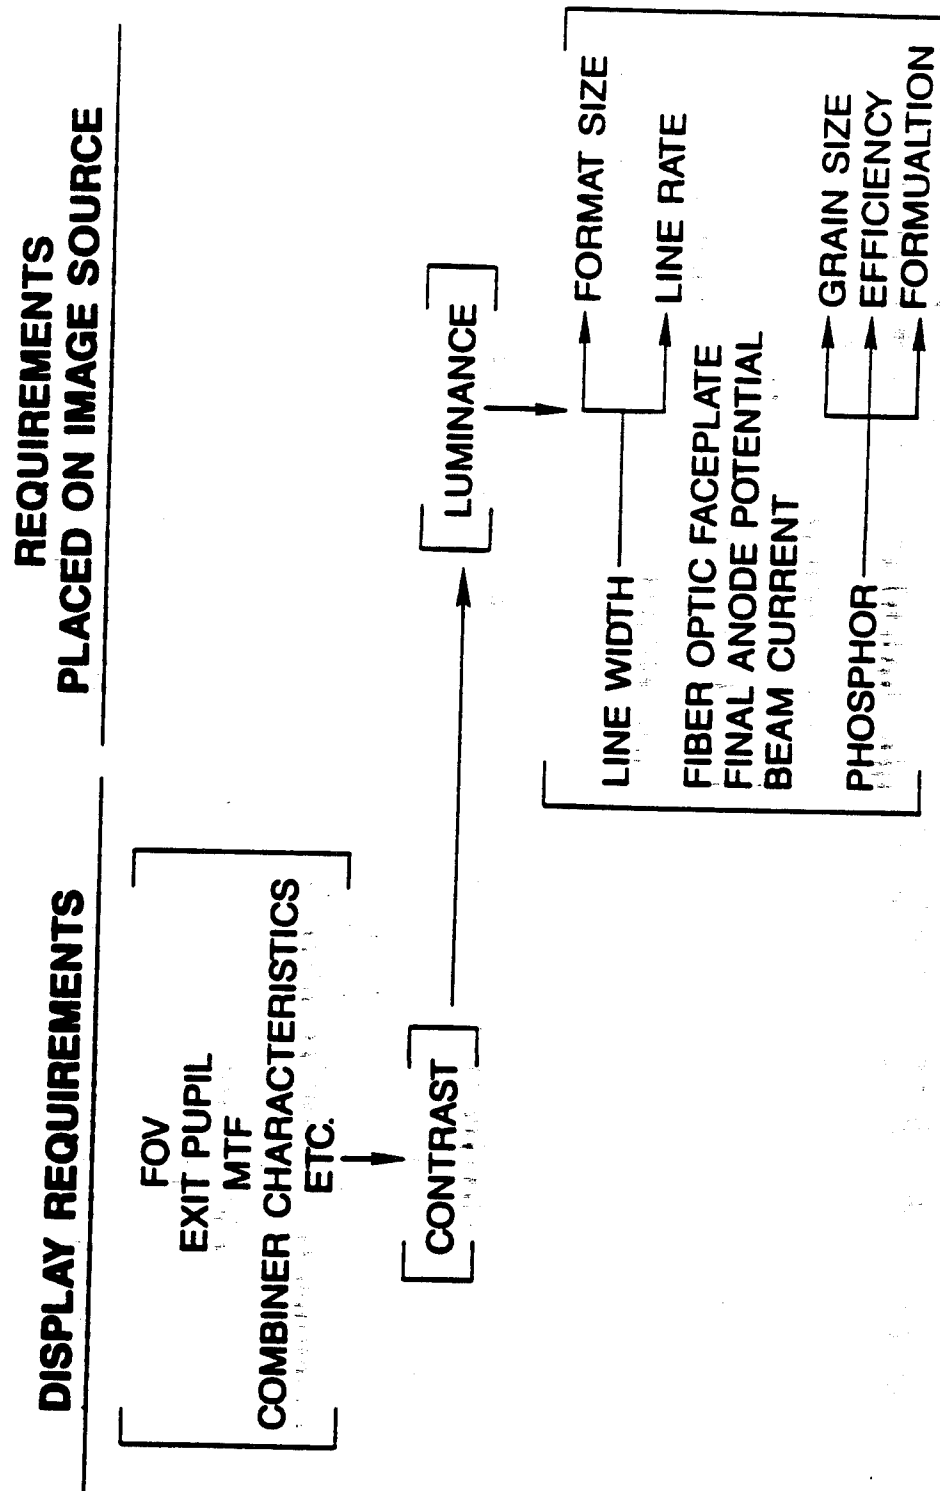 DISPLAY REQUIREMENTS
REQUIREMENTS
PLACED ON IMAGE SOURCE
FOV
EXIT PUPIL
MTF
COMBINER CHARACTERISTICS
ETC.
CONTRAST
LUMINANCE
LINE WIDTH
FORMAT SIZE
LINE RATE
FIBER OPTIC FACEPLATE
FINAL ANODE POTENTIAL
BEAM CURRENT
PHOSPHOR
GRAIN SIZE
EFFICIENCY
FORMUALTION